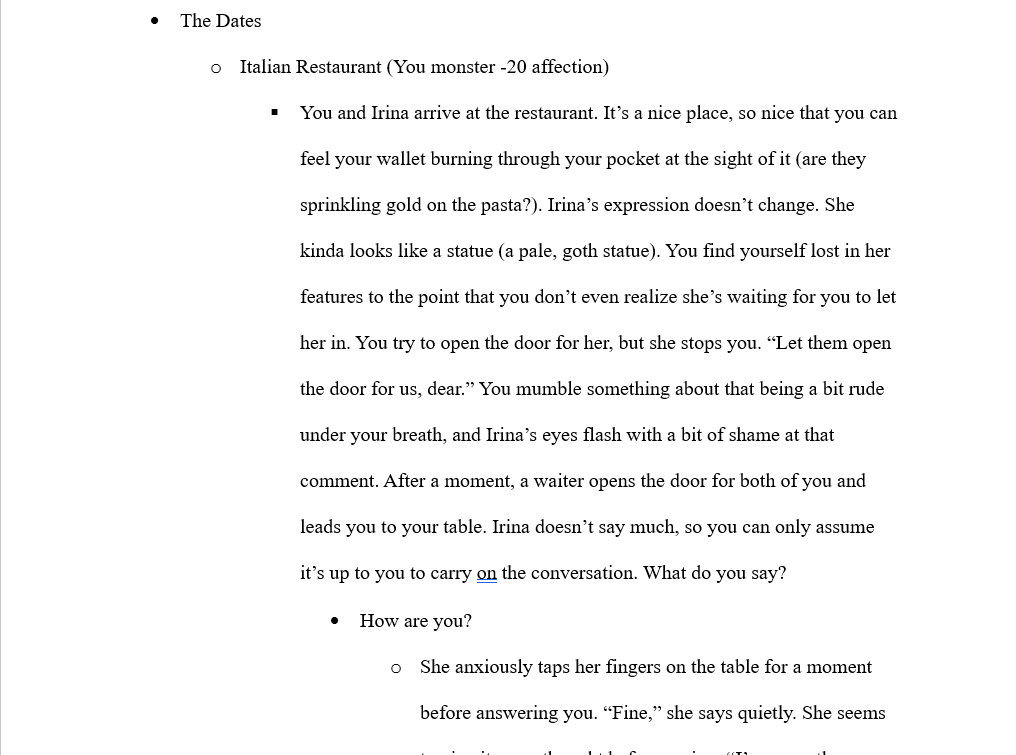 The Dates
Italian Restaurant (You monster -20 affection)
You and Irina arrive at the restaurant. It’s a nice place, so nice that you can
feel your wallet burning through your pocket at the sight of it (are they
sprinkling gold on the pasta?). Irina’s expression doesn’t change. She
kinda looks like a statue (a pale, goth statue). You find yourself lost in her
features to the point that you don’t even realize she’s waiting for you to let
her in. You try to open the door for her, but she stops you. “Let them open
the door for us, dear.” You mumble something about that being a bit rude
under your breath, and Irina’s eyes flash with a bit of shame at that
comment. After a moment, a waiter opens the door for both of you and
leads you to your table. Irina doesn’t say much, so you can only assume
it’s up to you to carry on the conversation. What do you say?
How are you?
She anxiously taps her fingers on the table for a moment
before answering you. “Fine,” she says quietly. She seems